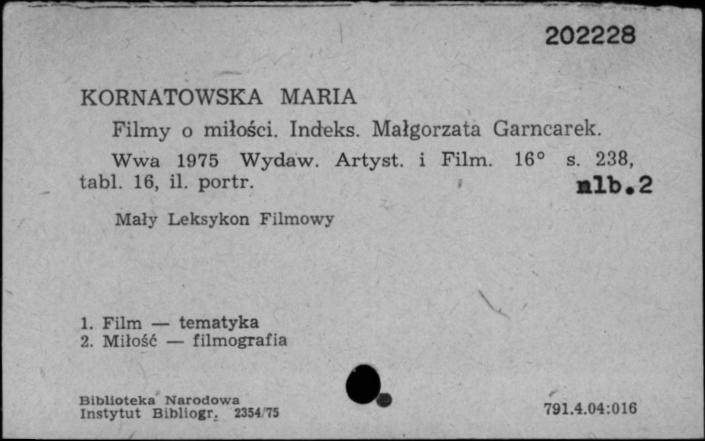 202228
KORNATOWSKA MARIA
Filmy o miłości. Indeks. Małgorzata Garncarek.
Wwa 1975 Wydaw. Artyst. i Film. 16° s. 238,
tabl. 16, il. portr. nlb.2
Mały Leksykon Filmowy
1. Film — tematyka
2. Miłość — filmografia
Biblioteka Narodowa
Instytut Bibliogr. 2354/75 791.4.04:016